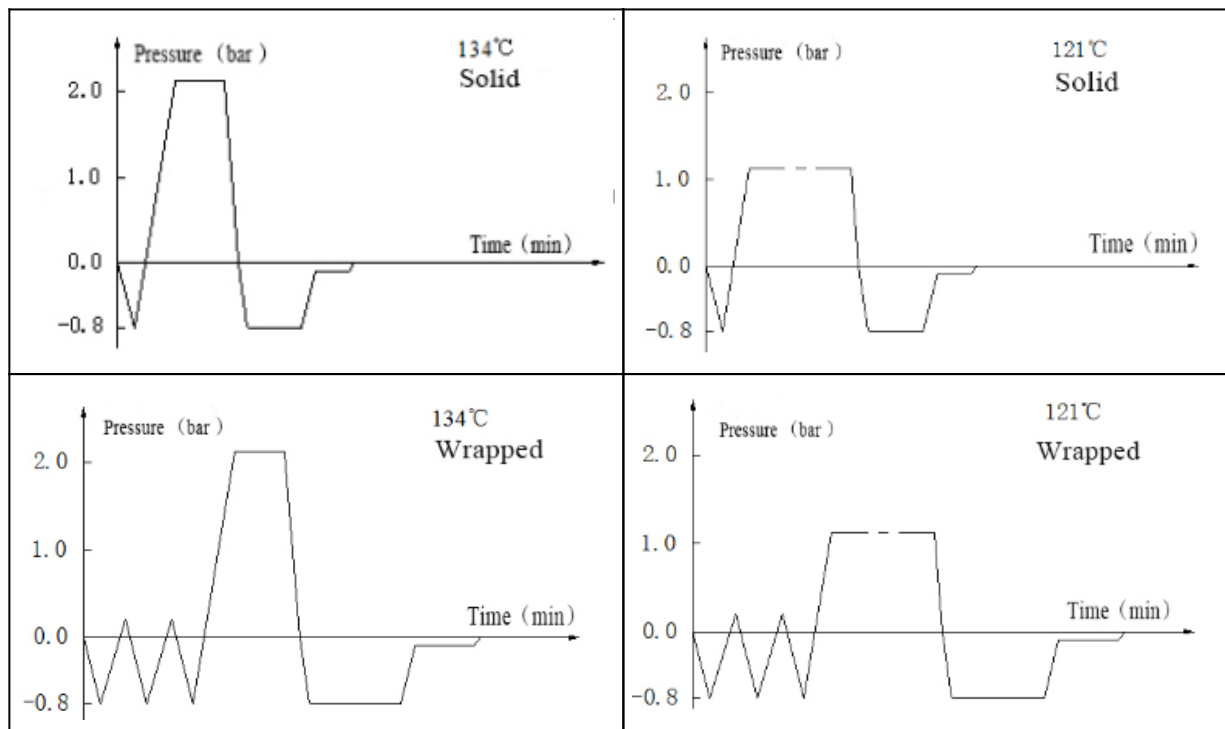 Pressure（bar）
134℃
Solid
2.0
1.0
0.0
-0.8
Time（min）
Pressure（bar）
121℃
Solid
2.0
1.0
0.0
-0.8
Time（min）
Pressure（bar）
134℃
Wrapped
2.0
1.0
0.0
-0.8
Time（min）
Pressure（bar）
121℃
Wrapped
2.0
1.0
0.0
-0.8
Time（min）